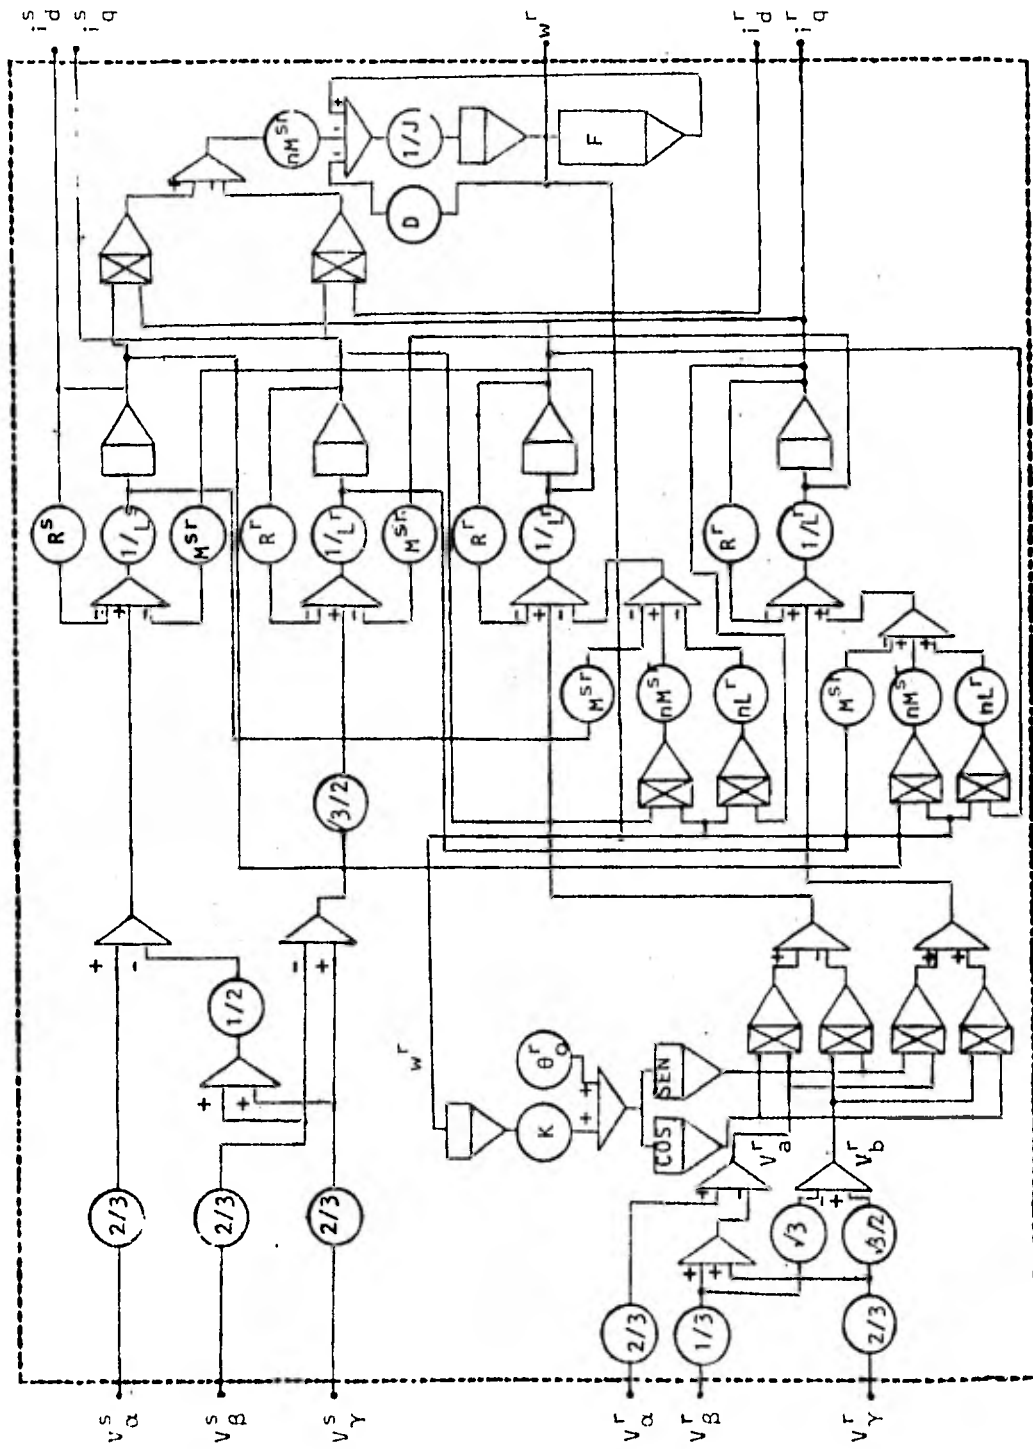 i^s_d
i^s_q
w^r
i^r_d
i^r_q
R^s
1/L^s
M^sr
R^r
1/L^r
M^sr
R^r
1/L^r
R^r
1/L^r
nM^sr
1/J
F
D
M^sr
nM^sr
nL^r
M^sr
nM^sr
nL^r
√3/2
1/2
w^r
θ^r_o
K
SEN
COS
V^r_a
V^r_b
√3
√3/2
2/3
2/3
2/3
2/3
1/3
2/3
V^s_α
V^s_β
V^s_γ
V^r_α
V^r_β
V^r_γ